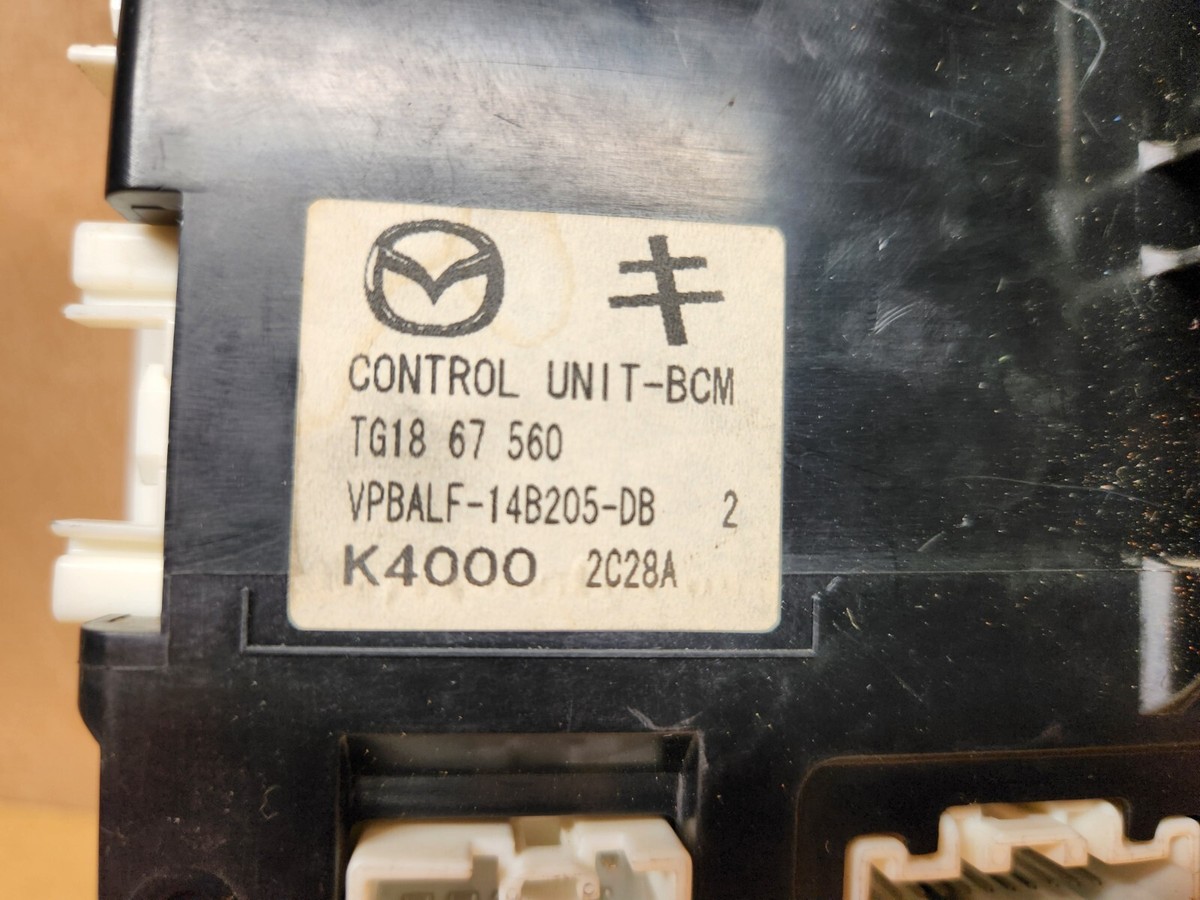 キ
CONTROL UNIT-BCM
TG18 67 560
VPBALF-14B205-DB 2
K4000 2C28A